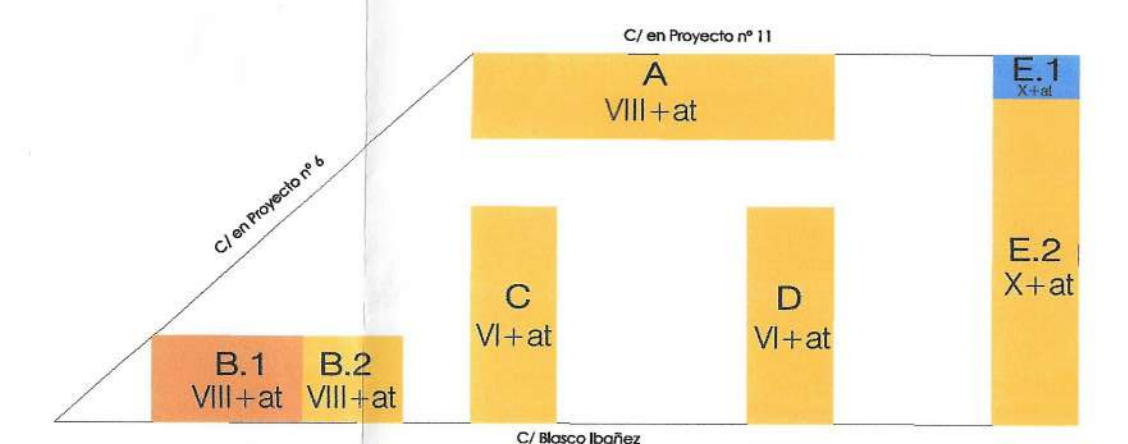 C/ en Proyecto nº 11
A
VIII+at
E.1
X+at
C/ en Proyecto nº 6
E.2
X+at
C
VI+at
D
VI+at
B.1
VIII+at
B.2
VIII+at
C/ Blasco Ibañez